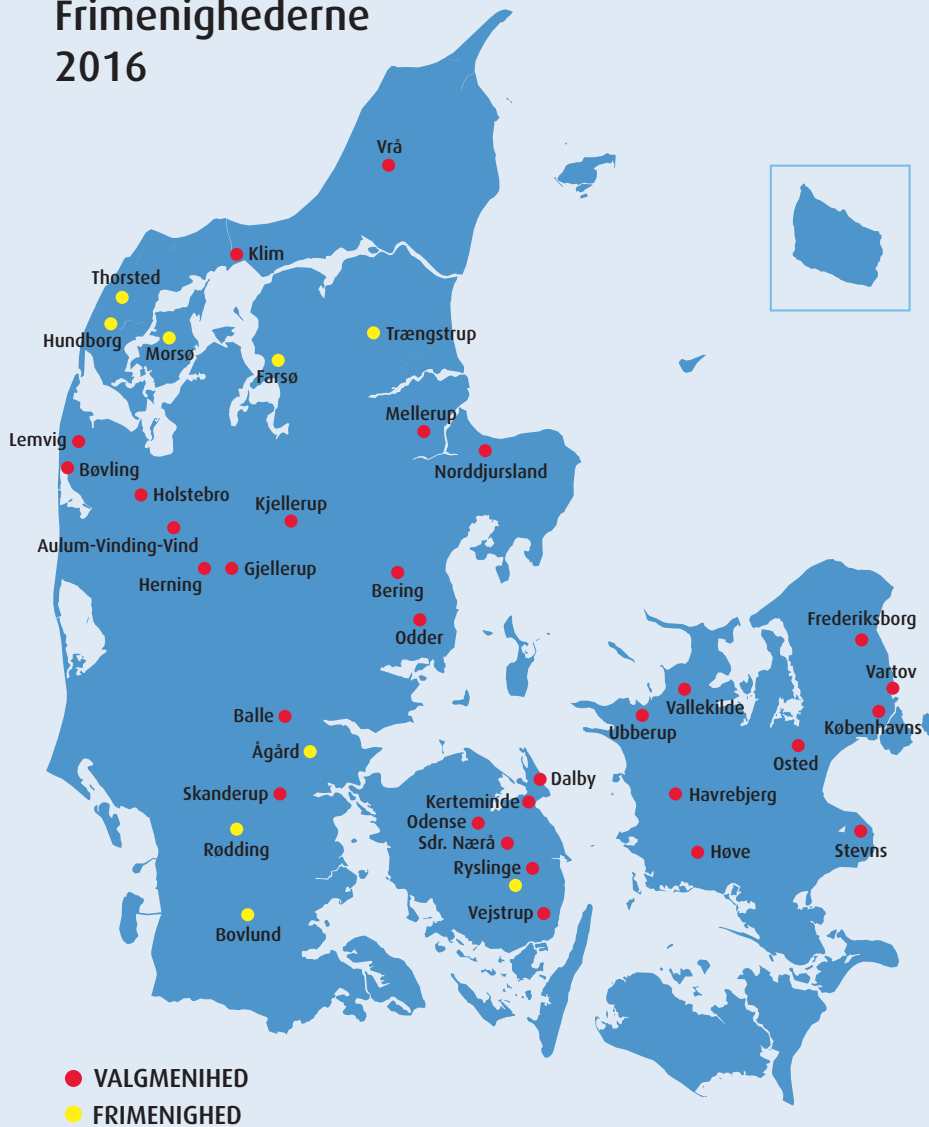 Frimenighederne
2016
Vrå
Klim
Thorsted
Hundborg
Morsø
Trængstrup
Farsø
Mellerup
Lemvig
Norddjursland
Bøvling
Holstebro
Kjellerup
Aulum-Vinding-Vind
Herning
Gjellerup
Bering
Odder
Frederiksborg
Vartov
Vallekilde
Københavns
Ubberup
Osted
Balle
Ågård
Dalby
Skanderup
Kerteminde
Havrebjerg
Odense
Sdr. Nærå
Rødding
Stevns
Høve
Ryslinge
Vejstrup
Bovlund
VALGMENIHED
FRIMENIGHED